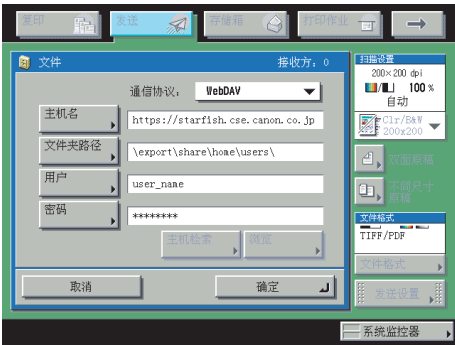 复印
发送
存储箱
打印作业
文件
接收方: 0
通信协议: WebDAV
主机名
https://starfish.cse.canon.co.jp
文件夹路径
\export\share\home\users\
用户
user_name
密码
********
主机检索
浏览
取消
确定
扫描设置
200×200 dpi
100 %
自动
Clr/B&W
200x200
双面原稿
不同尺寸
原稿
文件格式
TIFF/PDF
文件格式
发送设置
系统监控器